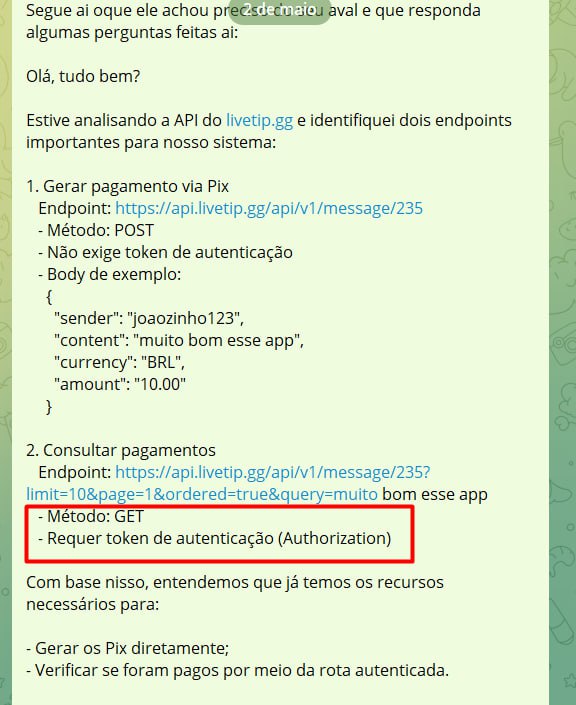 Segue ai oque ele achou preciso do seu aval e que responda
2 de maio
algumas perguntas feitas ai:
Olá, tudo bem?
Estive analisando a API do livetip.gg e identifiquei dois endpoints
importantes para nosso sistema:
1. Gerar pagamento via Pix
Endpoint: https://api.livetip.gg/api/v1/message/235
- Método: POST
- Não exige token de autenticação
- Body de exemplo:
{
"sender": "joaozinho123",
"content": "muito bom esse app",
"currency": "BRL",
"amount": "10.00"
}
2. Consultar pagamentos
Endpoint: https://api.livetip.gg/api/v1/message/235?
limit=10&page=1&ordered=true&query=muito bom esse app
- Método: GET
- Requer token de autenticação (Authorization)
Com base nisso, entendemos que já temos os recursos
necessários para:
- Gerar os Pix diretamente;
- Verificar se foram pagos por meio da rota autenticada.